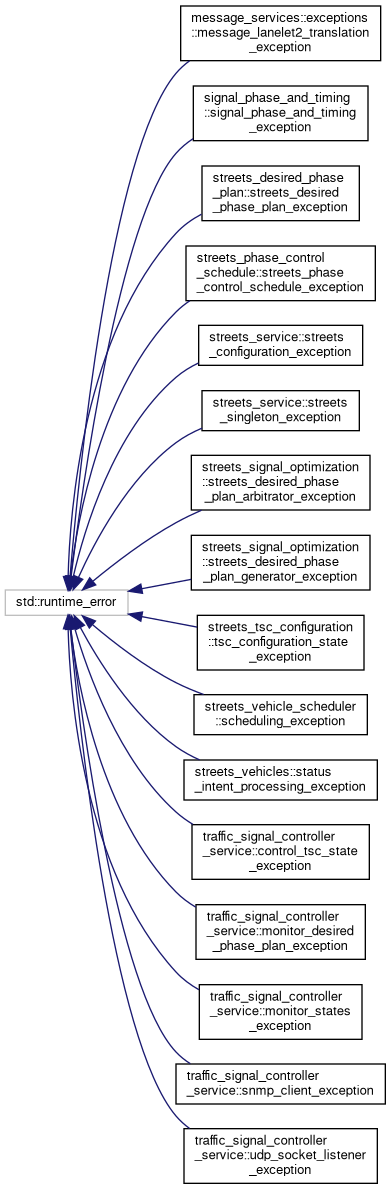 message_services::exceptions
::message_lanelet2_translation
_exception
signal_phase_and_timing
::signal_phase_and_timing
_exception
streets_desired_phase
_plan::streets_desired
_phase_plan_exception
streets_phase_control
_schedule::streets_phase
_control_schedule_exception
streets_service::streets
_configuration_exception
streets_service::streets
_singleton_exception
streets_signal_optimization
::streets_desired_phase
_plan_arbitrator_exception
streets_signal_optimization
::streets_desired_phase
_plan_generator_exception
std::runtime_error
streets_tsc_configuration
::tsc_configuration_state
_exception
streets_vehicle_scheduler
::scheduling_exception
streets_vehicles::status
_intent_processing_exception
traffic_signal_controller
_service::control_tsc_state
_exception
traffic_signal_controller
_service::monitor_desired
_phase_plan_exception
traffic_signal_controller
_service::monitor_states
_exception
traffic_signal_controller
_service::snmp_client_exception
traffic_signal_controller
_service::udp_socket_listener
_exception